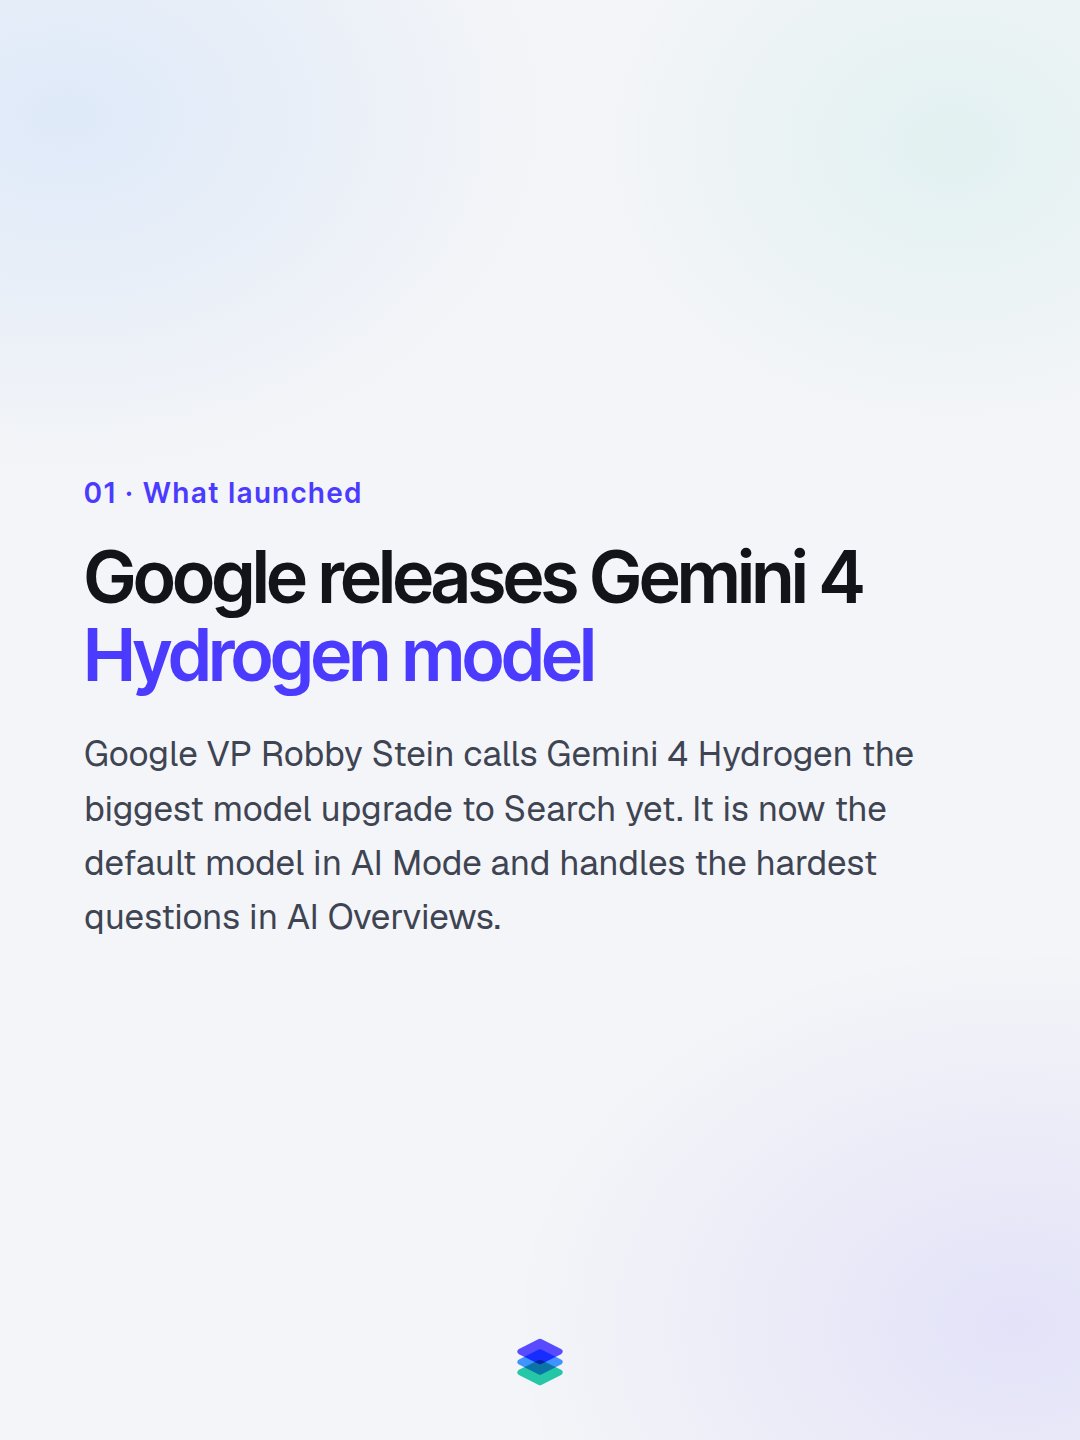 01 · What launched
Google releases Gemini 4
Hydrogen model
Google VP Robby Stein calls Gemini 4 Hydrogen the
biggest model upgrade to Search yet. It is now the
default model in AI Mode and handles the hardest
questions in AI Overviews.